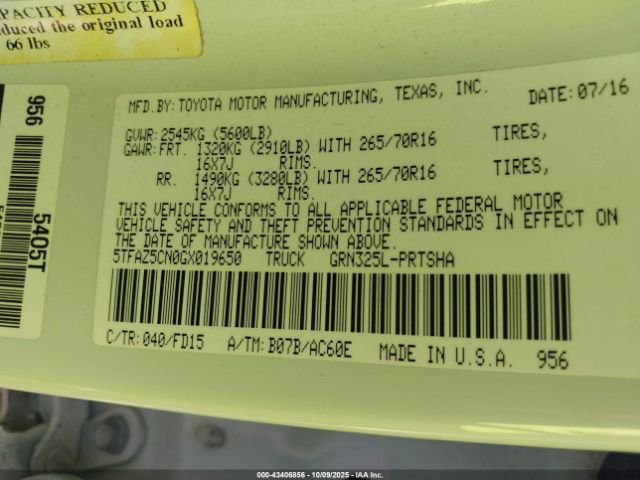 APACITY REDUCED
duced the original load
66 lbs
956
54O5T
MFD.BY:TOYOTA MOTOR MANUFACTURING, TEXAS, INC. DATE:07/16
GVWR:2545KG (5600LB)
GAWR:FRT. 1320KG (2910LB) WITH 265/70R16 TIRES,
16X7J RIMS.
RR. 1490KG (3280LB) WITH 265/70R16 TIRES,
16X7J RIMS.
THIS VEHICLE CONFORMS TO ALL APPLICABLE FEDERAL MOTOR
VEHICLE SAFETY AND THEFT PREVENTION STANDARDS IN EFFECT ON
THE DATE OF MANUFACTURE SHOWN ABOVE.
5TFAZ5CN0GX019650 TRUCK GRN325L-PRTSHA
C/TR:040/FD15 A/TM:B07B/AC60E MADE IN U.S.A. 956
000-43406856 | 10/09/2025 | IAA Inc.